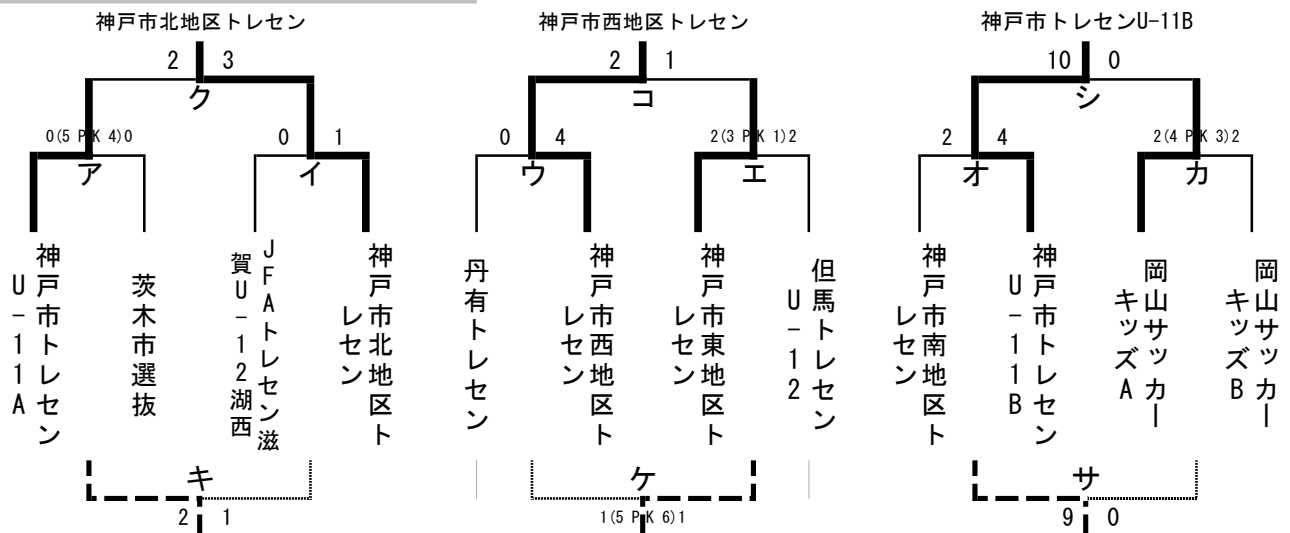 神戸市北地区トレセン
神戸市西地区トレセン
神戸市トレセンU-11B
2 3
2 1
10 0
ク
コ
シ
0(5 PK 4)0
0 1
0 4
2(3 PK 1)2
2 4
2(4 PK 3)2
ア
イ
ウ
エ
オ
カ
神戸市トレセン
U-11A
茨木市選抜
JFAトレセン滋
賀U-12湖西
神戸市北地区ト
レセン
丹有トレセン
神戸市西地区ト
レセン
神戸市東地区ト
レセン
但馬トレセン
U-12
神戸市南地区ト
レセン
神戸市トレセン
U-11B
岡山サッカー
キッズA
岡山サッカー
キッズB
キ
ケ
サ
2 1
1(5 PK 6)1
9 0